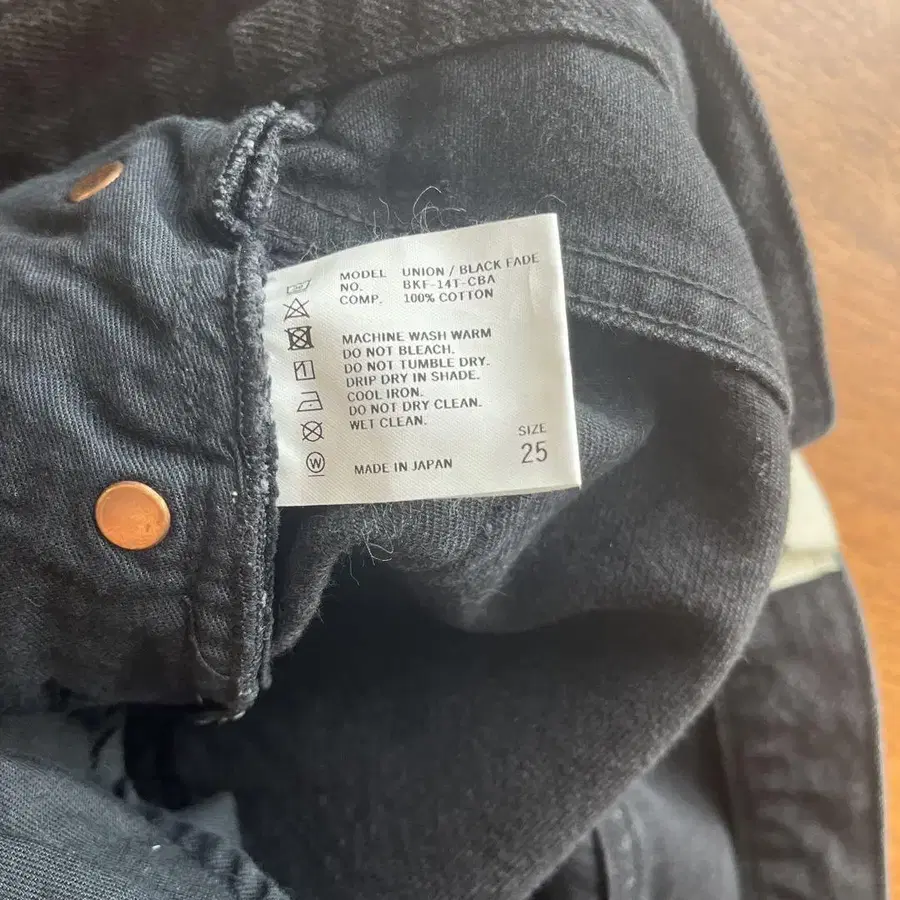 MODEL UNION / BLACK FADE
NO. BKF-14T-CBA
COMP. 100% COTTON
MACHINE WASH WARM
DO NOT BLEACH.
DO NOT TUMBLE DRY.
DRIP DRY IN SHADE.
COOL IRON.
DO NOT DRY CLEAN.
WET CLEAN.
W
MADE IN JAPAN
SIZE
25